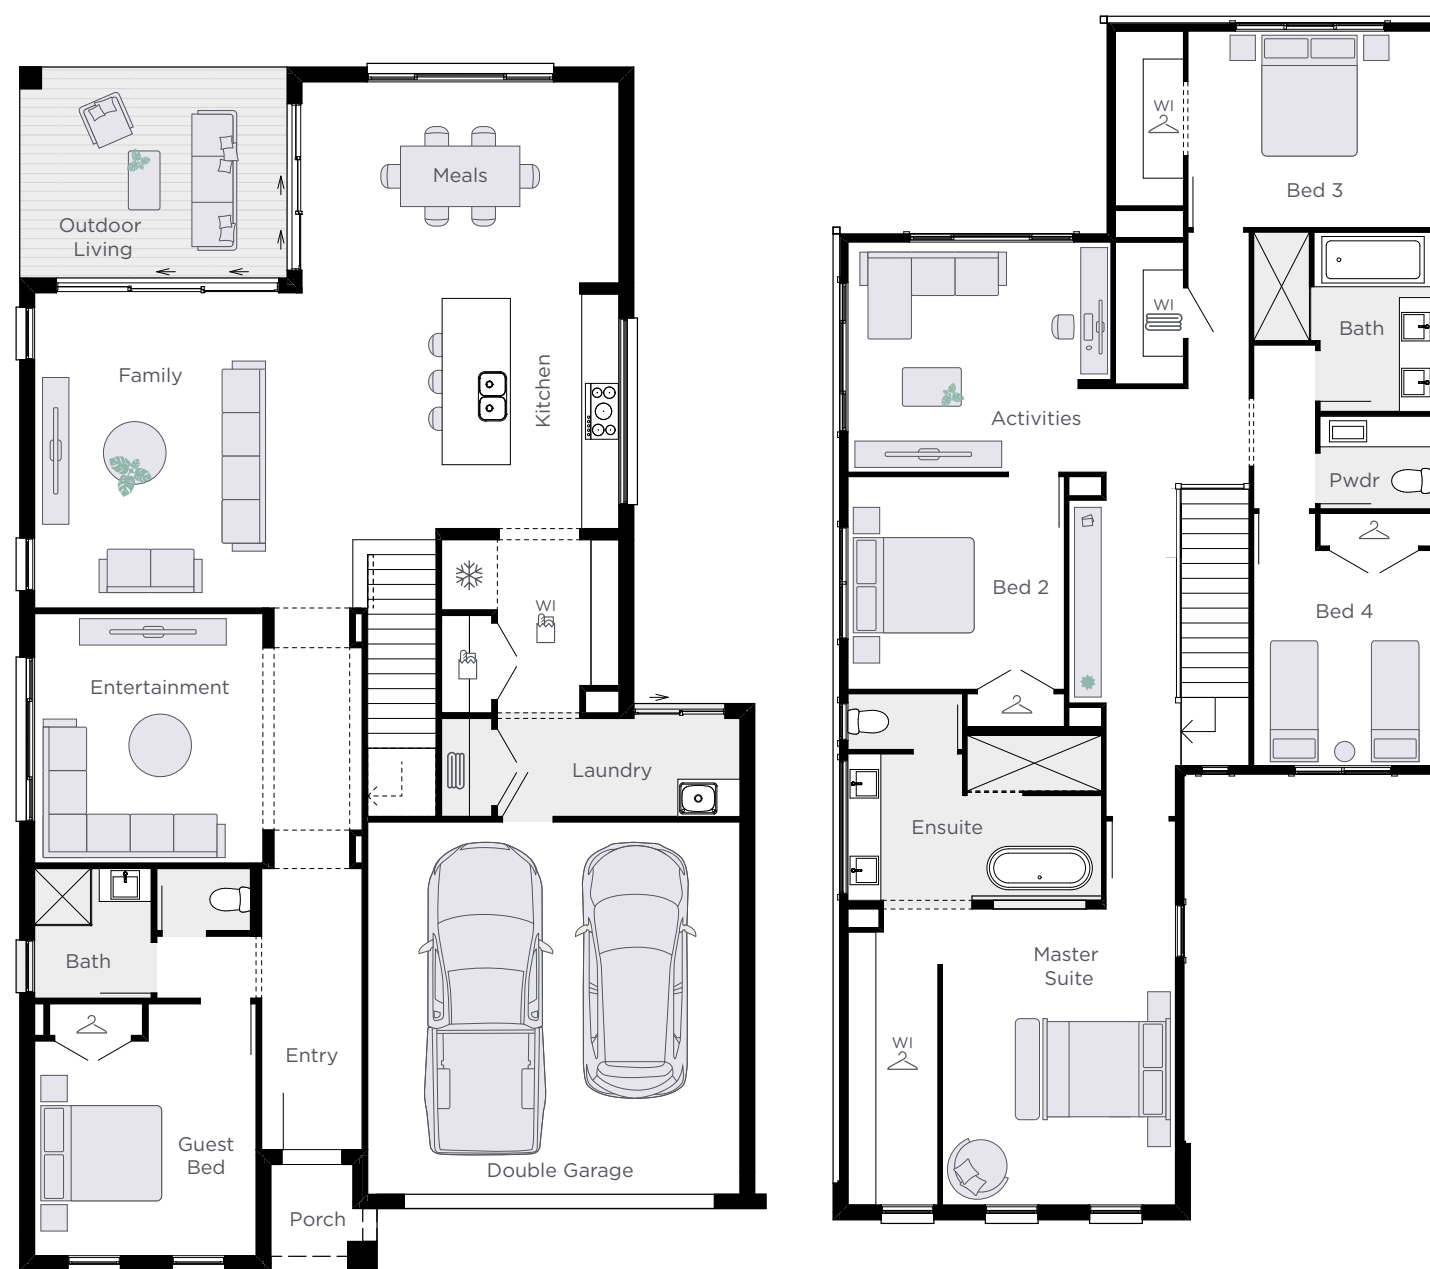 Outdoor
Living
Meals
Family
Kitchen
WI
Entertainment
Laundry
Bath
Entry
Guest
Bed
Double Garage
Porch
WI
Bed 3
WI
Bath
Activities
Pwdr
Bed 2
Bed 4
Ensuite
Master
Suite
WI